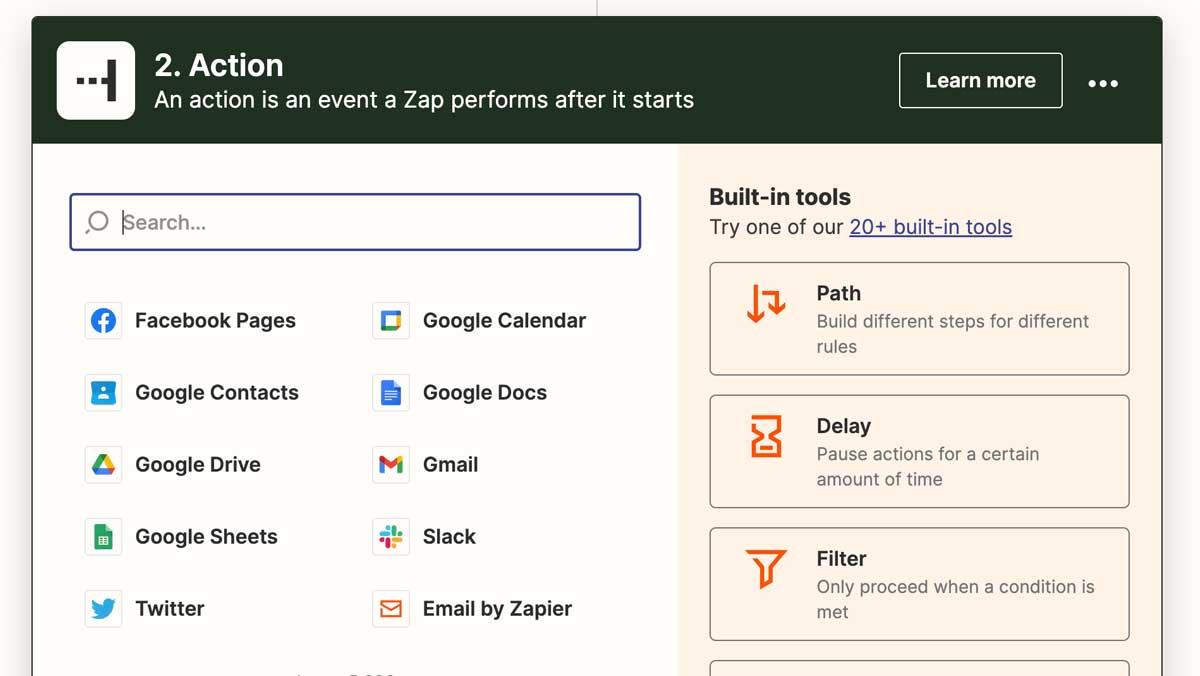 2. Action
An action is an event a Zap performs after it starts
Learn more
Search...
Facebook Pages
Google Calendar
Google Contacts
Google Docs
Google Drive
Gmail
Google Sheets
Slack
Twitter
Email by Zapier
Built-in tools
Try one of our 20+ built-in tools
Path
Build different steps for different
rules
Delay
Pause actions for a certain
amount of time
Filter
Only proceed when a condition is
met